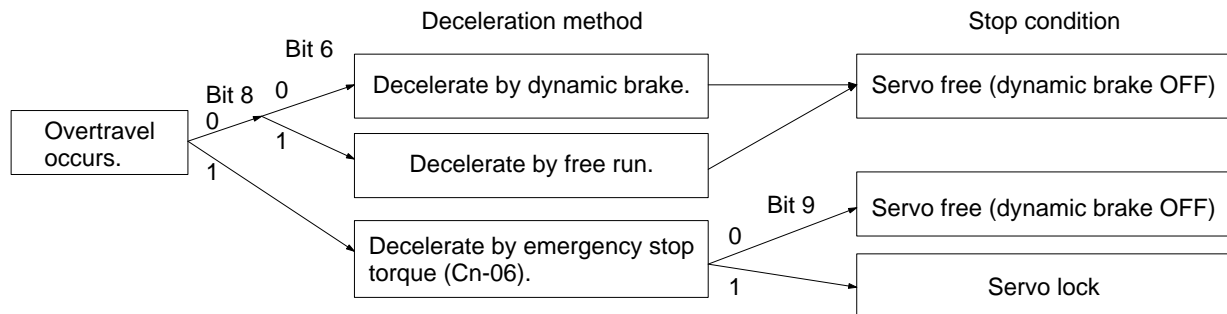 Deceleration method
Stop condition
Bit 6
Decelerate by dynamic brake.
Servo free (dynamic brake OFF)
Bit 8
0
0
Overtravel
occurs.
1
Decelerate by free run.
1
Bit 9
Servo free (dynamic brake OFF)
Decelerate by emergency stop
torque (Cn-06).
0
1
Servo lock